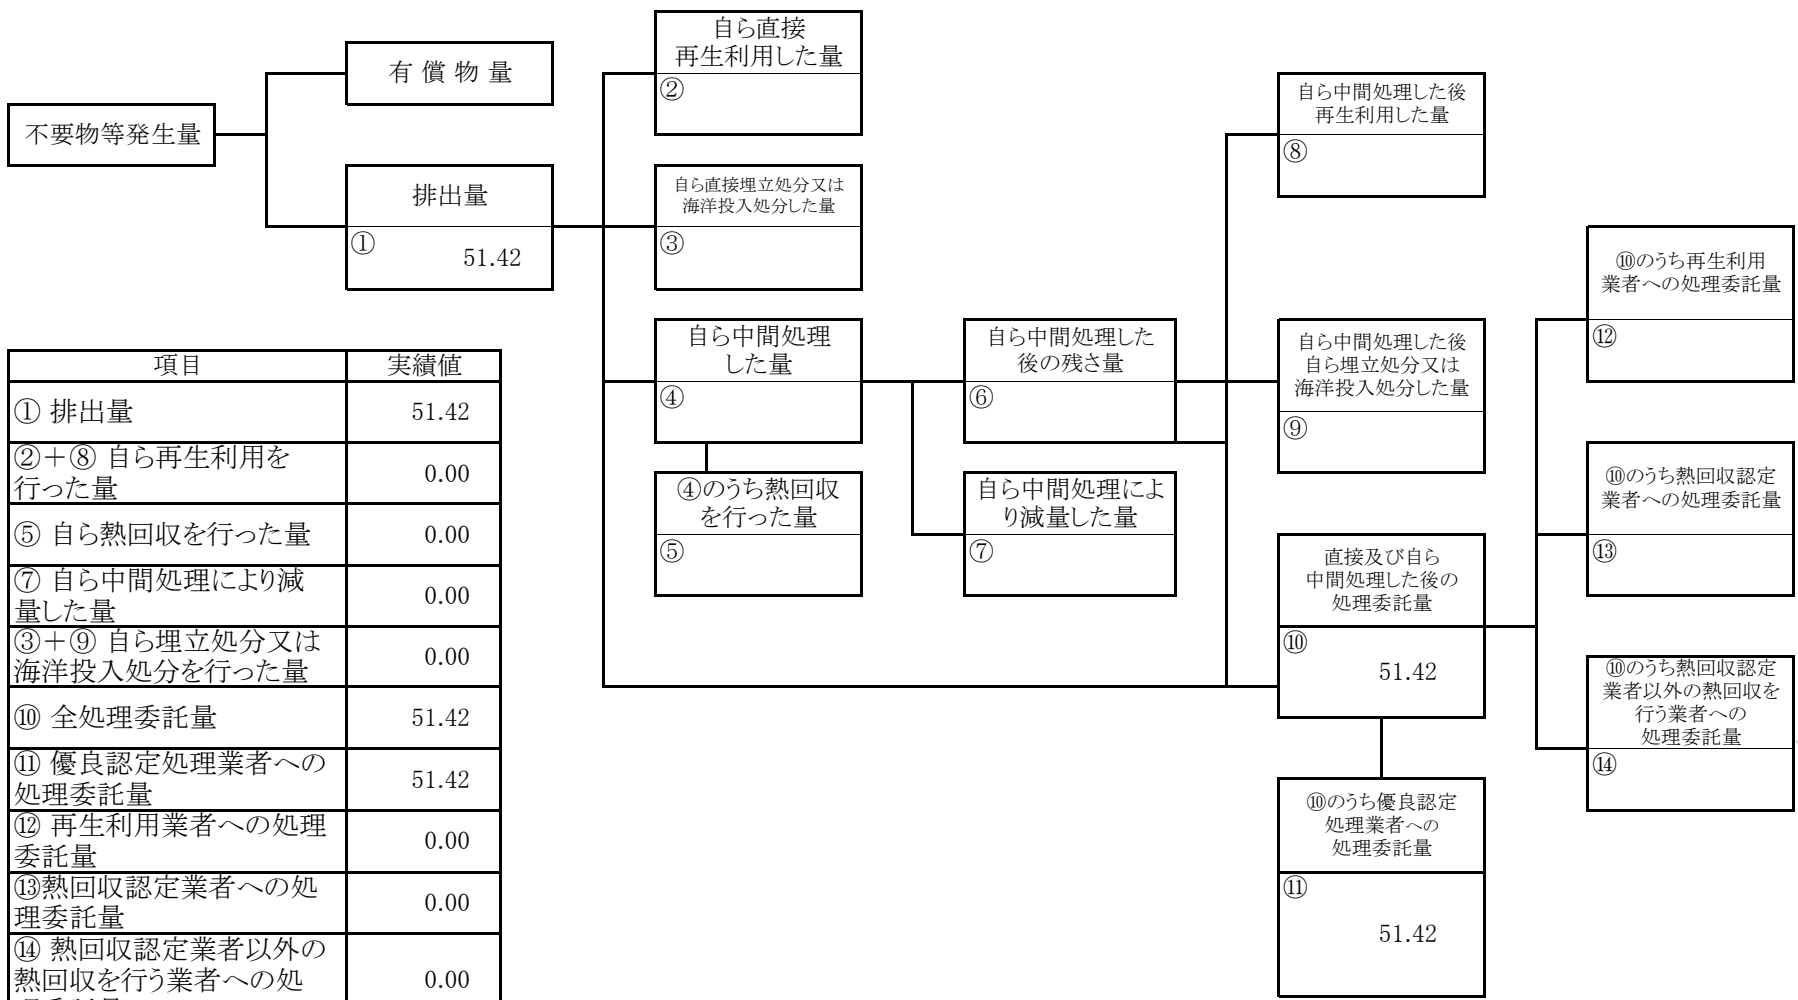 不要物等発生量
有 償 物 量
排出量
①
51.42
自ら直接
再生利用した量
②
自ら直接埋立処分又は
海洋投入処分した量
③
自ら中間処理
した量
④
④のうち熱回収
を行った量
⑤
自ら中間処理した
後の残さ量
⑥
自ら中間処理によ
り減量した量
⑦
自ら中間処理した後
再生利用した量
⑧
自ら中間処理した後
自ら埋立処分又は
海洋投入処分した量
⑨
直接及び自ら
中間処理した後の
処理委託量
⑩
51.42
⑩のうち優良認定
処理業者への
処理委託量
⑪
51.42
⑩のうち再生利用
業者への処理委託量
⑫
⑩のうち熱回収認定
業者への処理委託量
⑬
⑩のうち熱回収認定
業者以外の熱回収を
行う業者への
処理委託量
⑭
項目 実績値
① 排出量 51.42
②＋⑧ 自ら再生利用を
行った量 0.00
⑤ 自ら熱回収を行った量 0.00
⑦ 自ら中間処理により減
量した量 0.00
③＋⑨ 自ら埋立処分又は
海洋投入処分を行った量 0.00
⑩ 全処理委託量 51.42
⑪ 優良認定処理業者への
処理委託量 51.42
⑫ 再生利用業者への処理
委託量 0.00
⑬熱回収認定業者への処
理委託量 0.00
⑭ 熱回収認定業者以外の
熱回収を行う業者への処 0.00